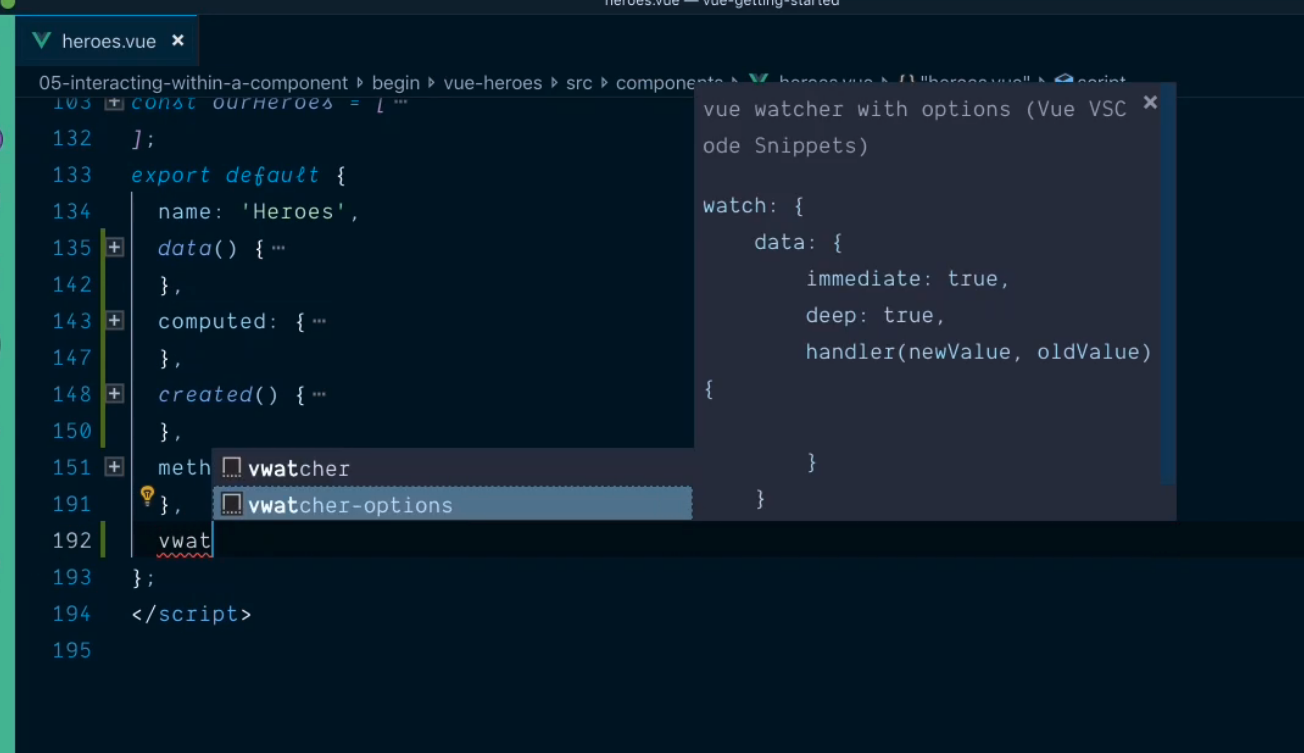 heroes.vue — vue-getting-started
heroes.vue ×
05-interacting-within-a-component › begin › vue-heroes › src › components › heroes.vue › {} "heroes.vue" › script
103 const ourHeroes = [ ⋯
132 ];
133 export default {
134 name: 'Heroes',
135 data() { ⋯
142 },
143 computed: { ⋯
147 },
148 created() { ⋯
150 },
151 meth
191 },
192 vwat
193 };
194 </script>
195
vwatcher
vwatcher-options
vue watcher with options (Vue VSC
ode Snippets)
×
watch: {
data: {
immediate: true,
deep: true,
handler(newValue, oldValue)
{
}
}